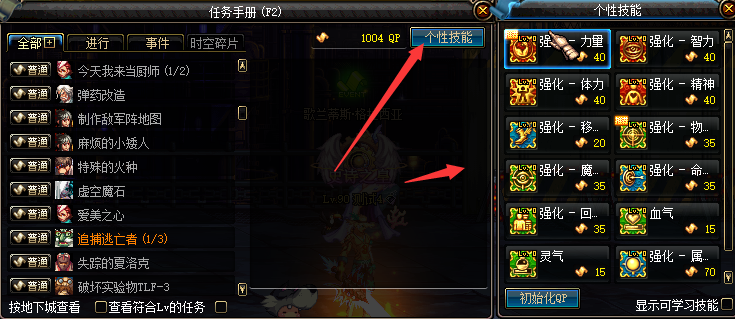 任务手册(F2)
全部
进行
事件
时空碎片
普通 今天我来当厨师(1/2)
普通 弹药改造
普通 制作敌军阵地图
普通 麻烦的小矮人
普通 特殊的火种
普通 虚空魔石
普通 爱美之心
普通 追捕逃亡者(1/3)
普通 失踪的夏洛克
普通 破坏实验物TLF-3
按地下城查看
查看符合Lv的任务
1004 QP
个性技能
个性技能
强化 - 力量
40
强化 - 智力
40
强化 - 体力
40
强化 - 精神
40
强化 - 移...
20
强化 - 物...
35
强化 - 魔...
35
强化 - 命...
35
强化 - 回...
35
血气
15
灵气
15
强化 - 属...
70
初始化QP
显示可学习技能